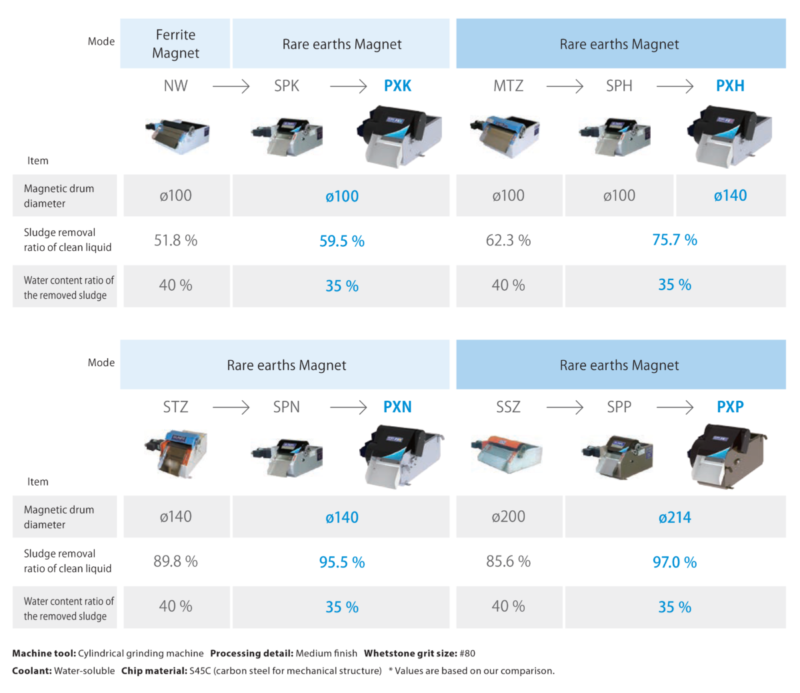 Mode
Ferrite
Magnet
Rare earths Magnet
Rare earths Magnet
NW → SPK → PXK
MTZ → SPH → PXH
Item
Magnetic drum
diameter
ø100
ø100
ø100
ø100
ø140
Sludge removal
ratio of clean liquid
51.8 %
59.5 %
62.3 %
75.7 %
Water content ratio of
the removed sludge
40 %
35 %
40 %
35 %
Mode
Rare earths Magnet
Rare earths Magnet
STZ → SPN → PXN
SSZ → SPP → PXP
Item
Magnetic drum
diameter
ø140
ø140
ø200
ø214
Sludge removal
ratio of clean liquid
89.8 %
95.5 %
85.6 %
97.0 %
Water content ratio of
the removed sludge
40 %
35 %
40 %
35 %
Machine tool: Cylindrical grinding machine Processing detail: Medium finish Whetstone grit size: #80
Coolant: Water-soluble Chip material: S45C (carbon steel for mechanical structure) * Values are based on our comparison.